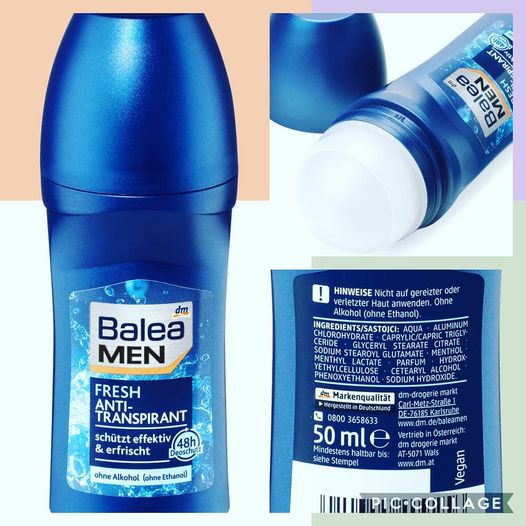 dm
Balea
MEN
FRESH
ANTI-
TRANSPIRANT
schützt effektiv
& erfrischt
48h
Deoschutz
ohne Alkohol (ohne Ethanol)
dm
Balea
MEN
FRESH
HINWEISE Nicht auf gereizter oder
verletzter Haut anwenden. Ohne
Alkohol (ohne Ethanol).
INGREDIENTS/SASTOJCI: AQUA · ALUMINUM
CHLOROHYDRATE · CAPRYLIC/CAPRIC TRIGLY-
CERIDE · GLYCERYL STEARATE CITRATE ·
SODIUM STEAROYL GLUTAMATE · MENTHOL ·
MENTHYL LACTATE · PARFUM · HYDROX-
YETHYLCELLULOSE · CETEARYL ALCOHOL ·
PHENOXYETHANOL · SODIUM HYDROXIDE.
dm Markenqualität
Hergestellt in Deutschland
0800 3658633
50 ml e
Mindestens haltbar bis:
siehe Stempel
dm-drogerie markt
Carl-Metz-Straße 1
DE-76185 Karlsruhe
www.dm.de/baleamen
Vertrieb in Österreich:
dm drogerie markt
AT-5071 Wals
www.dm.at
Vegan
PIC·COLLAGE